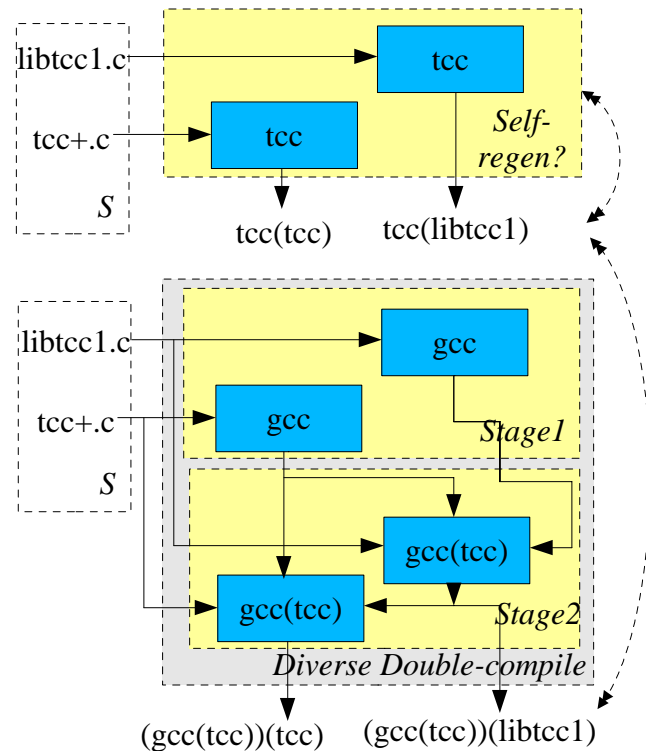 libtcc1.c
tcc
tcc+.c
tcc
Self-
regen?
S
tcc(tcc)
tcc(libtcc1)
libtcc1.c
gcc
tcc+.c
gcc
Stage1
S
gcc(tcc)
gcc(tcc)
Stage2
Diverse Double-compile
(gcc(tcc))(tcc)
(gcc(tcc))(libtcc1)